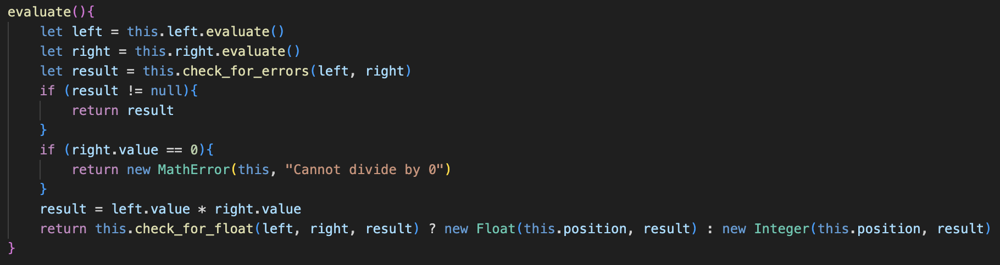 evaluate(){
    let left = this.left.evaluate()
    let right = this.right.evaluate()
    let result = this.check_for_errors(left, right)
    if (result != null){
        return result
    }
    if (right.value == 0){
        return new MathError(this, "Cannot divide by 0")
    }
    result = left.value * right.value
    return this.check_for_float(left, right, result) ? new Float(this.position, result) : new Integer(this.position, result)
}